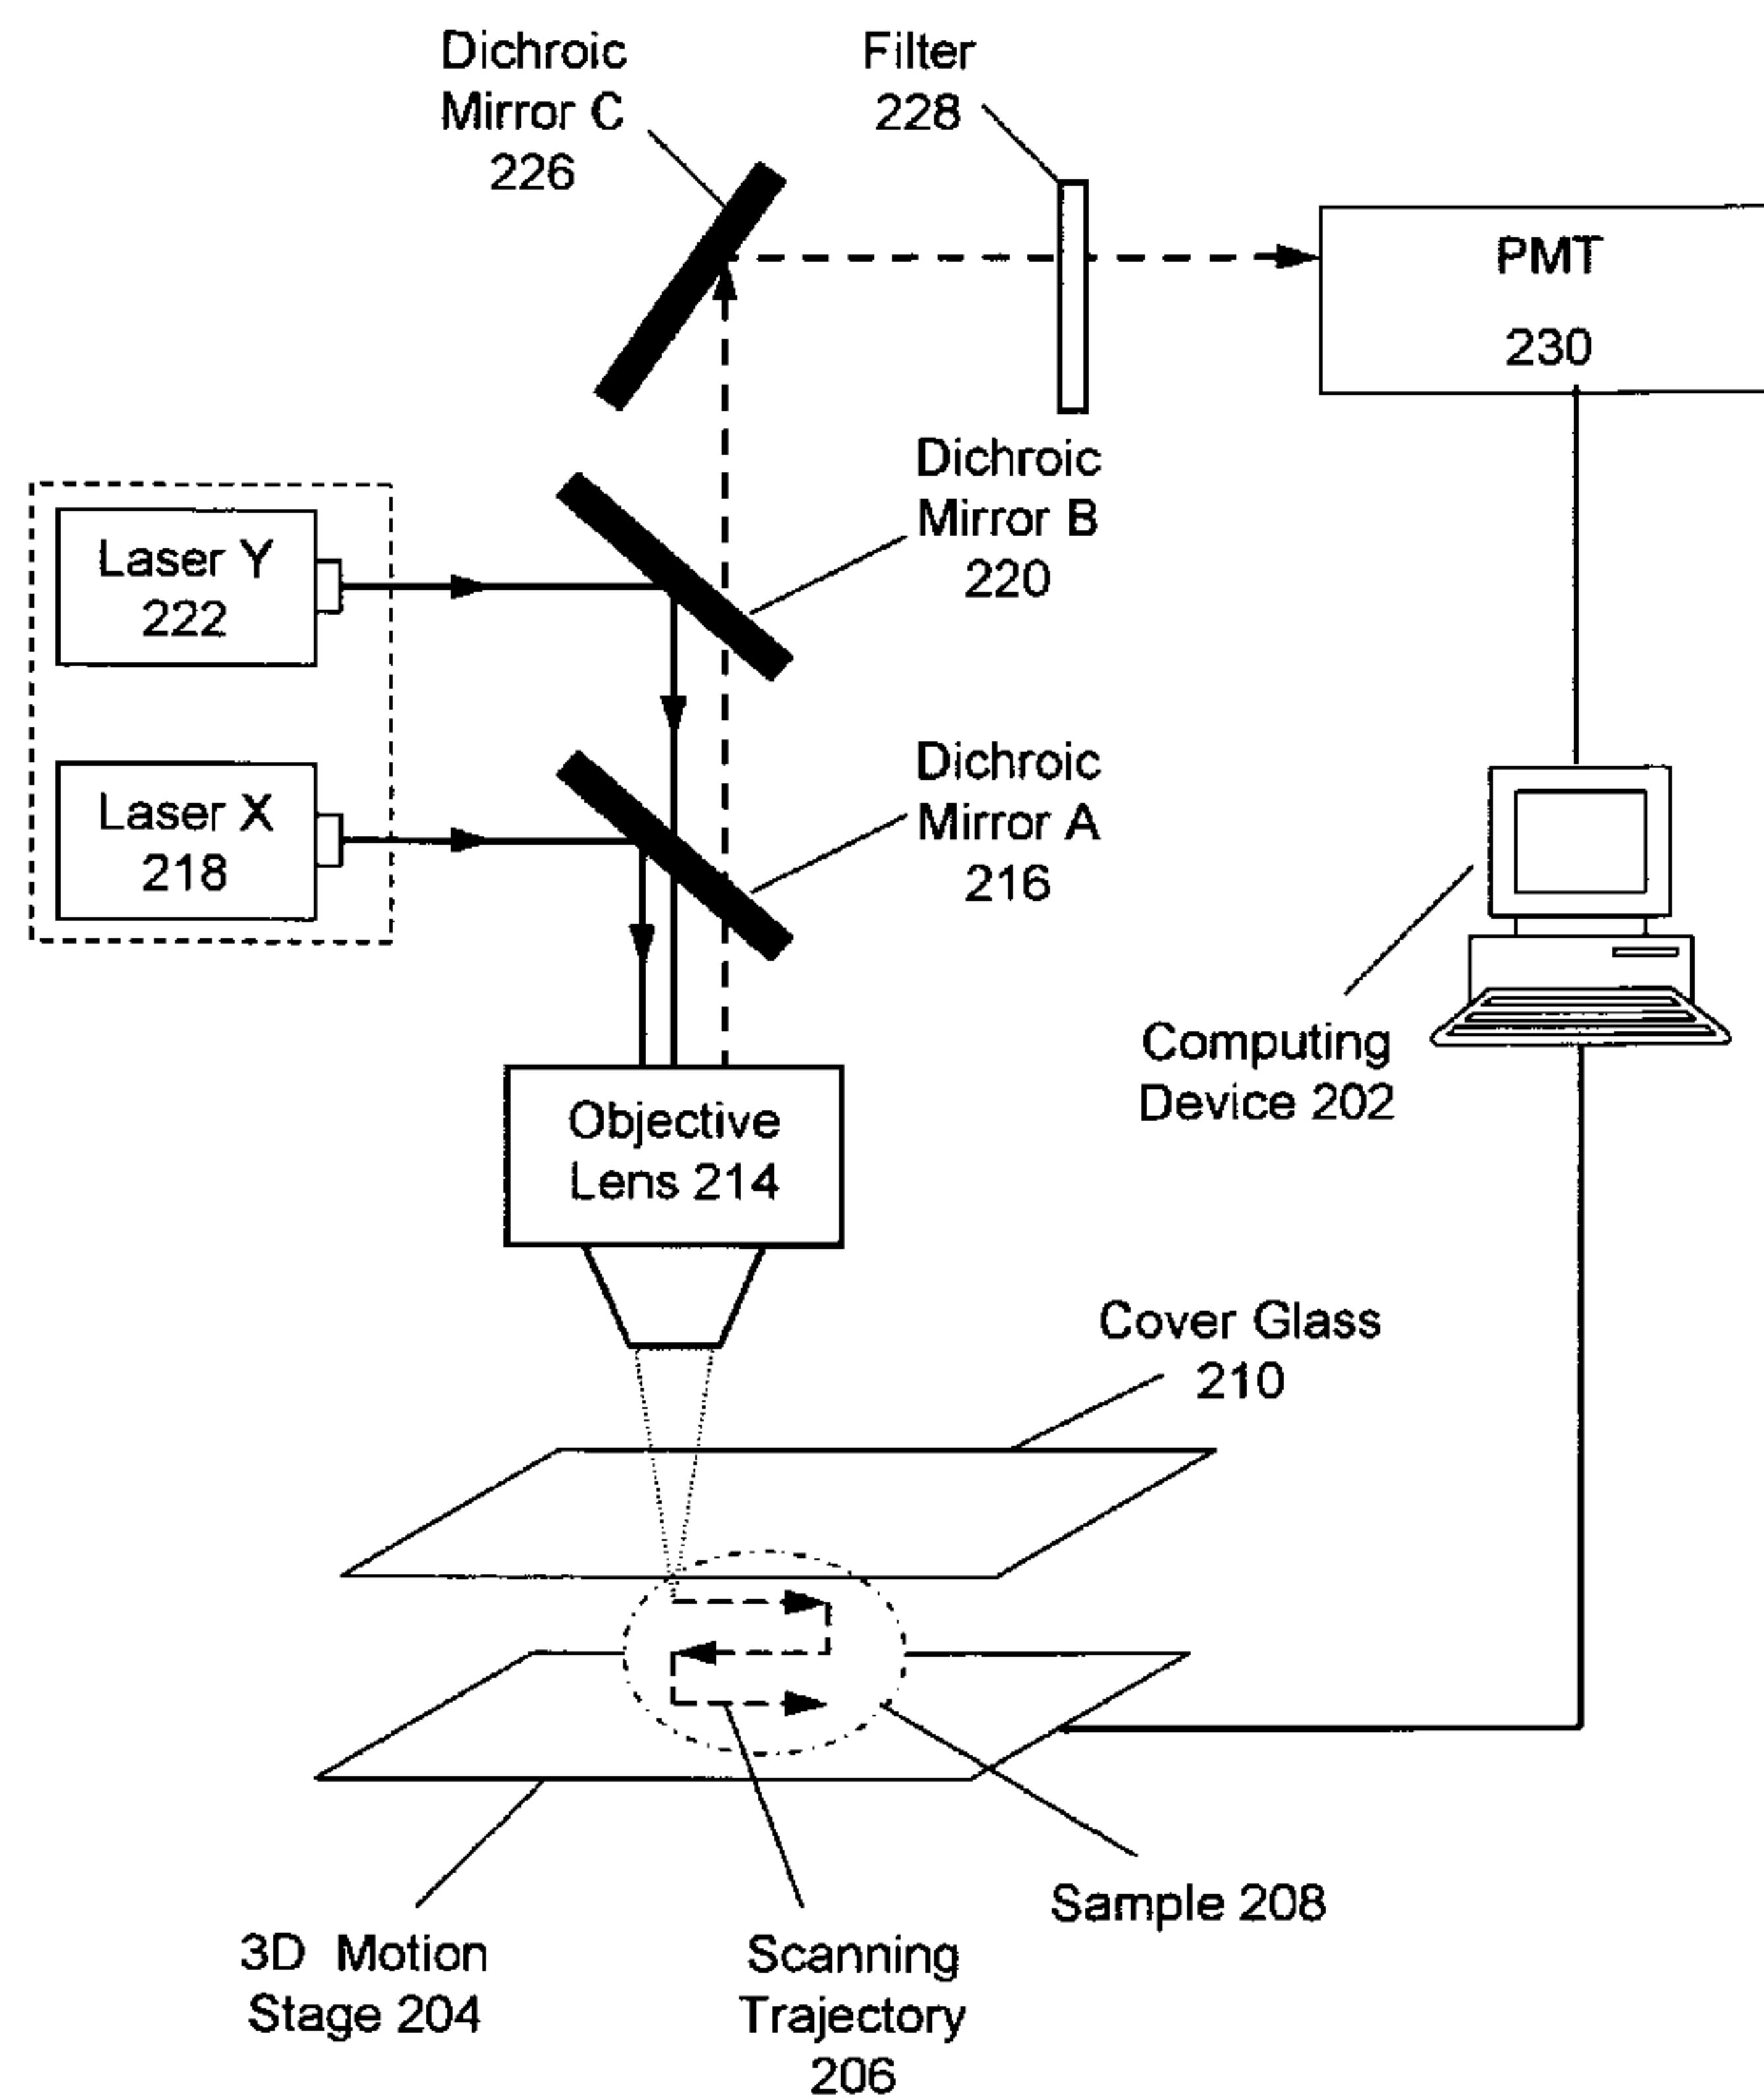 Dichroic
Mirror C
226
Filter
228
PMT
230
Dichroic
Mirror B
220
Laser Y
222
Dichroic
Mirror A
216
Laser X
218
Computing
Device 202
Objective
Lens 214
Cover Glass
210
Sample 208
3D Motion
Stage 204
Scanning
Trajectory
206